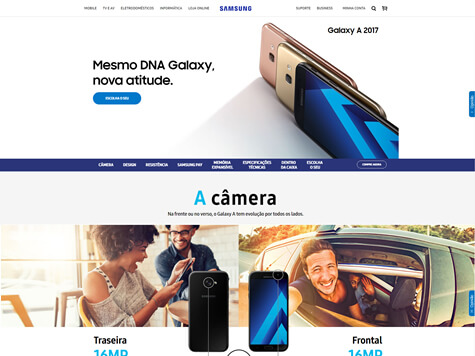 MOBILE TV E AV ELETRODOMÉSTICOS INFORMÁTICA LOJA ONLINE SAMSUNG SUPORTE BUSINESS MINHA CONTA
Galaxy A 2017
Mesmo DNA Galaxy,
nova atitude.
ESCOLHA O SEU
CÂMERA DESIGN RESISTÊNCIA SAMSUNG PAY MEMÓRIA EXPANSÍVEL ESPECIFICAÇÕES TÉCNICAS DENTRO DA CAIXA ESCOLHA O SEU COMPRE AGORA
A câmera
Na frente ou no verso, o Galaxy A tem evolução por todos os lados.
SAMSUNG
Traseira
16MP
Frontal
16MP